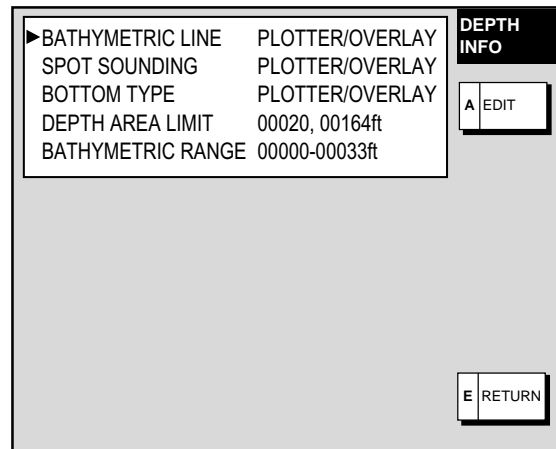 ▶BATHYMETRIC LINE PLOTTER/OVERLAY
SPOT SOUNDING PLOTTER/OVERLAY
BOTTOM TYPE PLOTTER/OVERLAY
DEPTH AREA LIMIT 00020, 00164ft
BATHYMETRIC RANGE 00000-00033ft
DEPTH
INFO
A EDIT
E RETURN